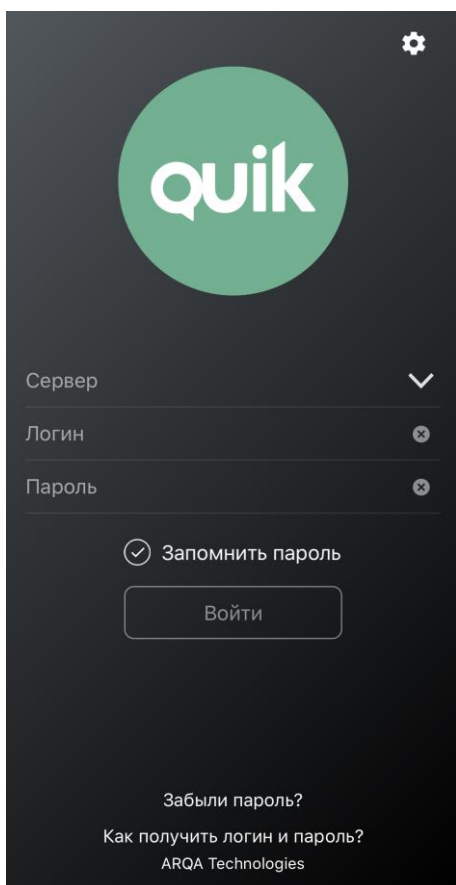 quik
Сервер
Логин
Пароль
Запомнить пароль
Войти
Забыли пароль?
Как получить логин и пароль?
ARQA Technologies